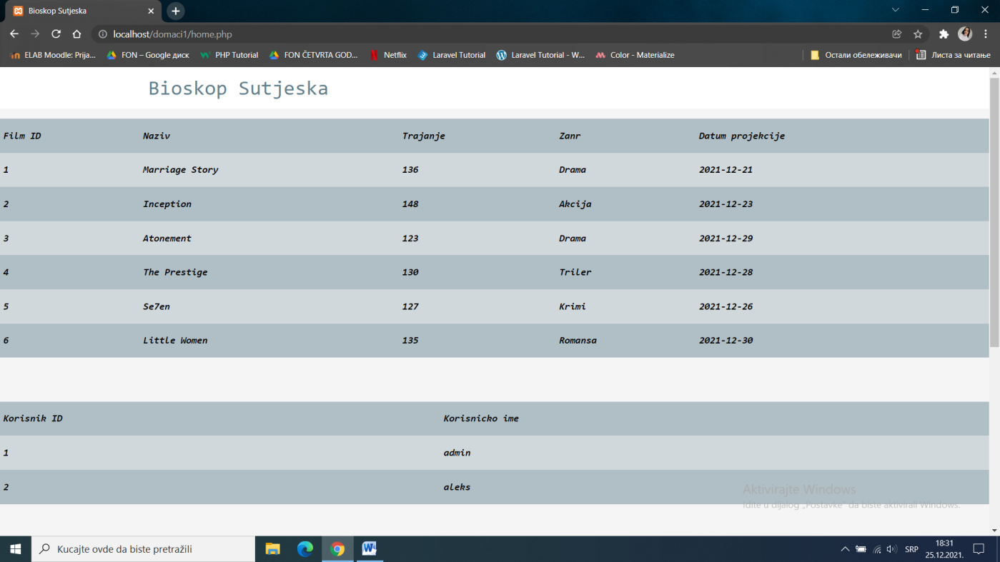 Bioskop Sutjeska
localhost/domaci1/home.php
ELAB Moodle: Prija... FON – Google диск PHP Tutorial FON ČETVRTA GOD... Netflix Laravel Tutorial Laravel Tutorial - W... Color - Materialize Остали обележивачи Листа за читање
Bioskop Sutjeska
Film ID Naziv Trajanje Zanr Datum projekcije
1 Marriage Story 136 Drama 2021-12-21
2 Inception 148 Akcija 2021-12-23
3 Atonement 123 Drama 2021-12-29
4 The Prestige 130 Triler 2021-12-28
5 Se7en 127 Krimi 2021-12-26
6 Little Women 135 Romansa 2021-12-30
Korisnik ID Korisnicko ime
1 admin
2 aleks
Aktivirajte Windows
Idite u dijalog „Postavke“ da biste aktivirali Windows.
Kucajte ovde da biste pretražili
SRP
18:31
25.12.2021.